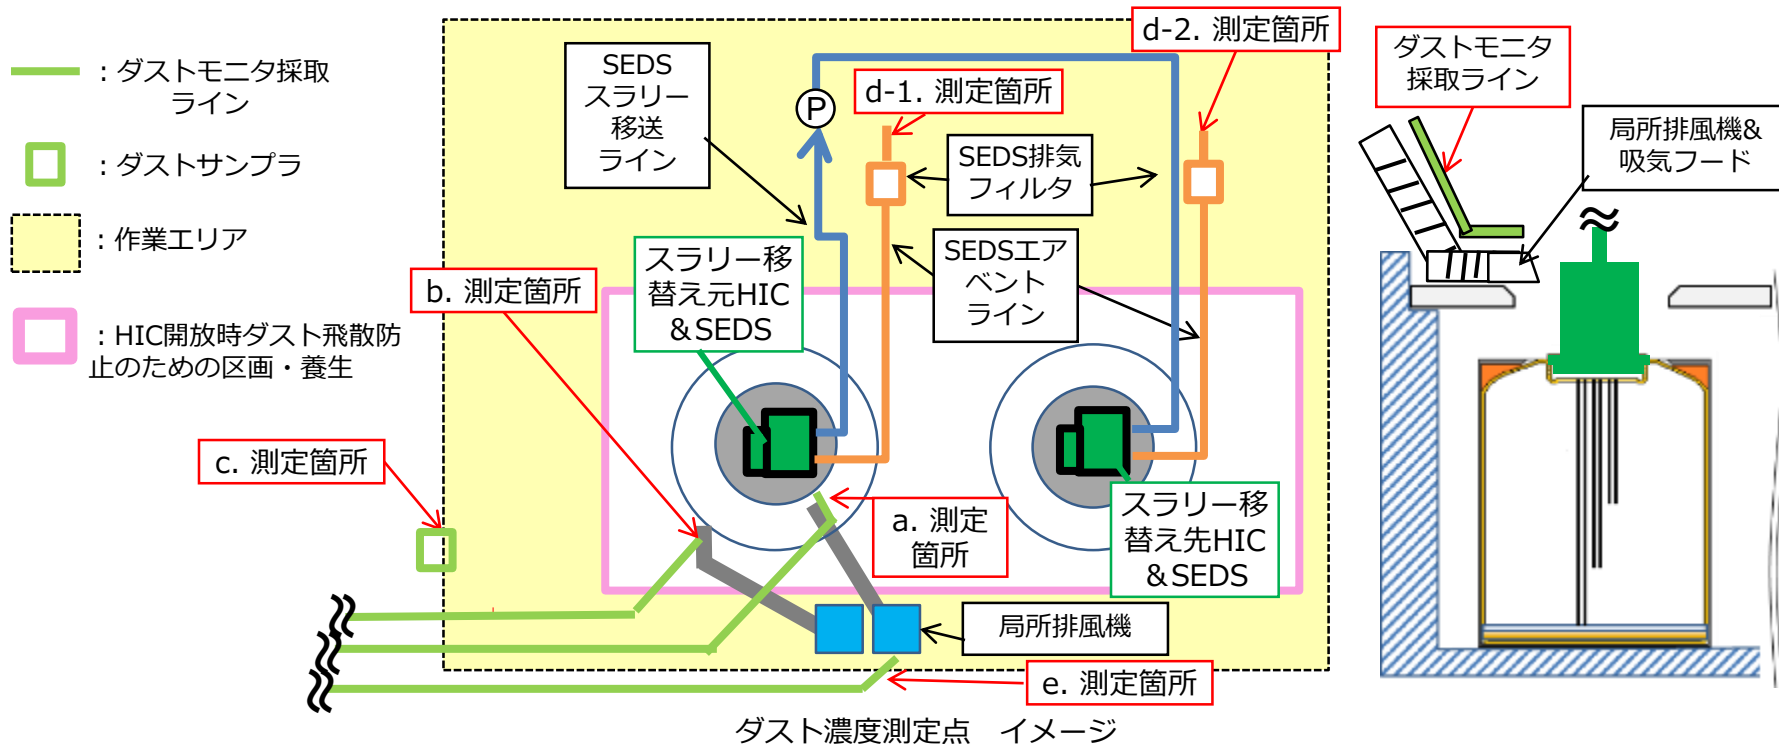 ：ダストモニタ採取
ライン
：ダストサンプラ
：作業エリア
：HIC開放時ダスト飛散防
止のための区画・養生
SEDS
スラリー
移送
ライン
P
d-1. 測定箇所
d-2. 測定箇所
SEDS排気
フィルタ
SEDSエア
ベント
ライン
スラリー移
替え元HIC
＆SEDS
b. 測定箇所
c. 測定箇所
a. 測定
箇所
スラリー移
替え先HIC
＆SEDS
局所排風機
e. 測定箇所
ダスト濃度測定点　イメージ
ダストモニタ
採取ライン
局所排風機&
吸気フード